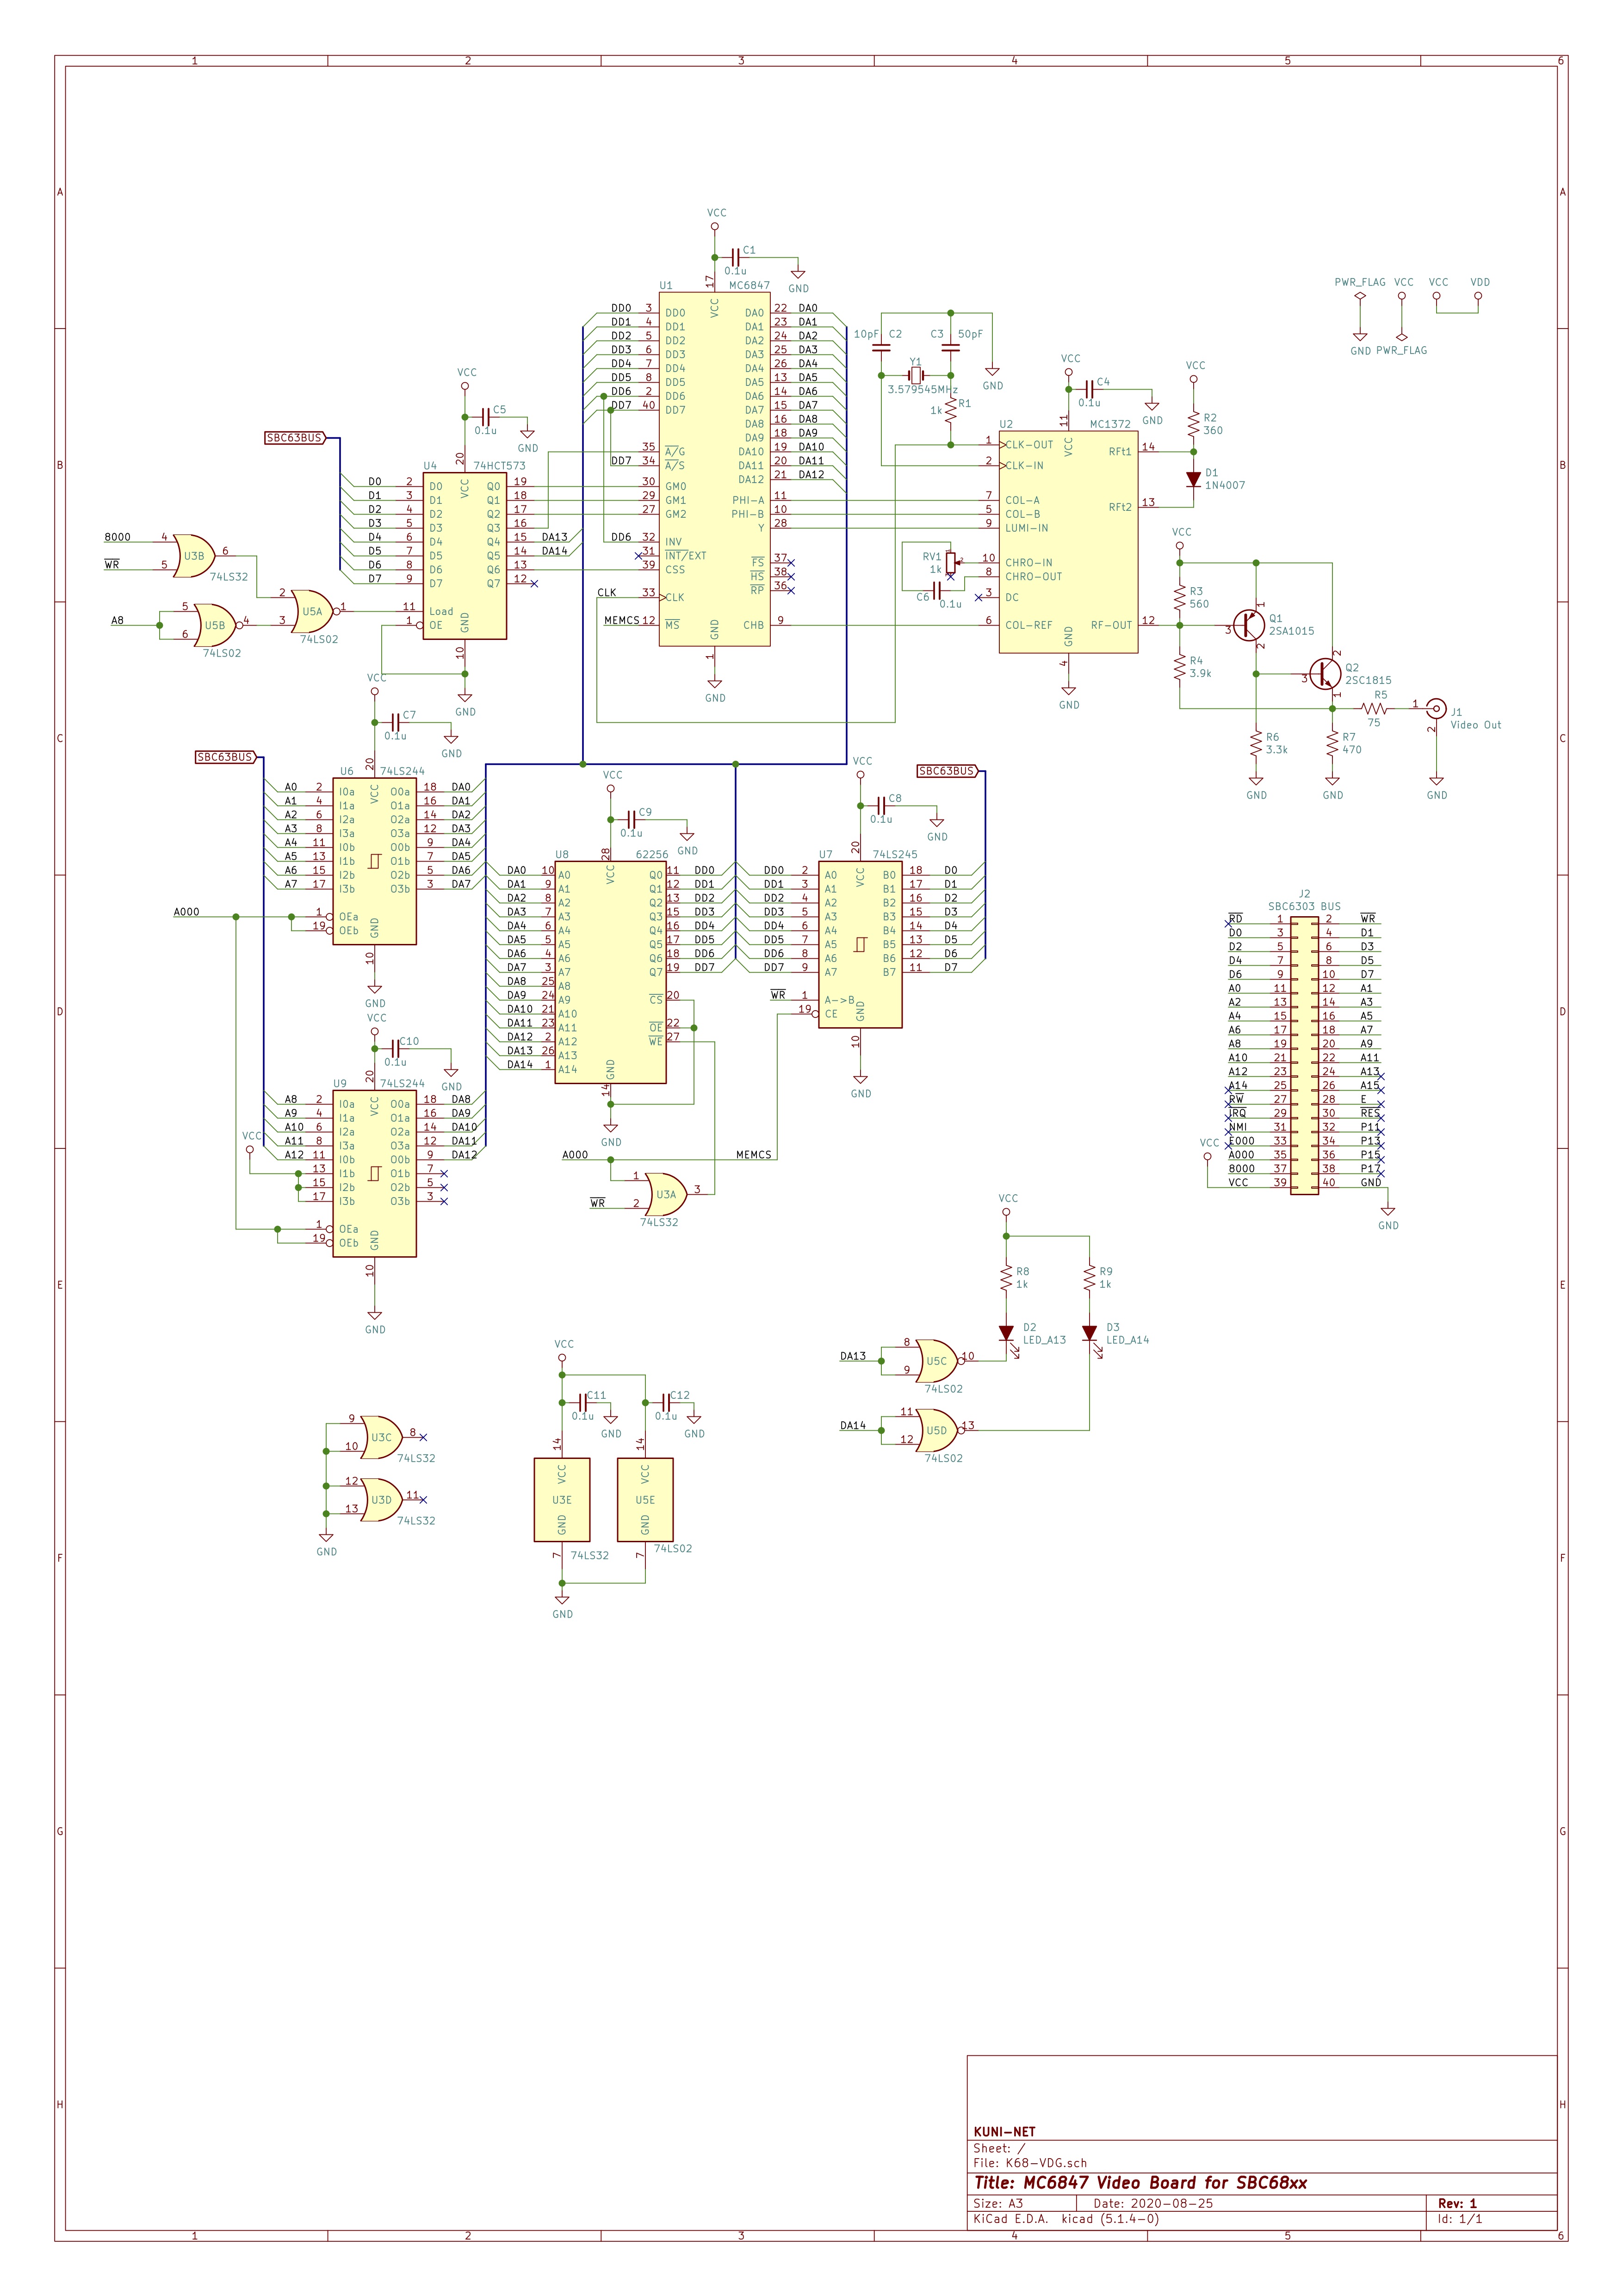 1 2 3 4 5 6
A A
VCC
C1
0.1u
GND
17
U1 MC6847
VCC
DD0 3 DD0 DA0 22 DA0
DD1 4 DD1 DA1 23 DA1
DD2 5 DD2 DA2 24 DA2
DD3 6 DD3 DA3 25 DA3
DD4 7 DD4 DA4 26 DA4
DD5 8 DD5 DA5 13 DA5
DD6 2 DD6 DA6 14 DA6
DD7 40 DD7 DA7 15 DA7
DA8 16 DA8
DA9 18 DA9
35 A/G DA10 19 DA10
DD7 34 A/S DA11 20 DA11
DA12 21 DA12
30 GM0
29 GM1 PHI-A 11
27 GM2 PHI-B 10
Y 28
DD6 32 INV
31 INT/EXT FS 37
39 CSS HS 38
RP 36
CLK 33 CLK
MEMCS 12 MS CHB 9
GND
1
GND
10pF C2
C3 50pF
Y1
3.579545MHz
R1
1k
GND
VCC
C4
0.1u
GND
11
U2 MC1372
VCC
1 CLK-OUT RFt1 14
2 CLK-IN
7 COL-A RFt2 13
5 COL-B
9 LUMI-IN
10 CHRO-IN
8 CHRO-OUT
3 DC
6 COL-REF RF-OUT 12
GND
4
GND
RV1
1k
2
C6 0.1u
VCC
R2
360
D1
1N4007
PWR_FLAG VCC VCC VDD
GND PWR_FLAG
VCC
R3
560
R4
3.9k
1
3
2
Q1
2SA1015
2
3
1
Q2
2SC1815
R5
75
1
2
J1
Video Out
R6
3.3k
R7
470
GND GND GND
B B
SBC63BUS
VCC
C5
0.1u
GND
20
U4 74HCT573
VCC
D0 2 D0 Q0 19
D1 3 D1 Q1 18
D2 4 D2 Q2 17
D3 5 D3 Q3 16
D4 6 D4 Q4 15 DA13
D5 7 D5 Q5 14 DA14
D6 8 D6 Q6 13
D7 9 D7 Q7 12
11 Load
1 OE
GND
10
GND
8000 4
WR 5
6
U3B
74LS32
A8
5
6
4
U5B
74LS02
2
3
1
U5A
74LS02
C C
VCC
C7
0.1u
GND
SBC63BUS
20
U6 74LS244
VCC
A0 2 I0a O0a 18 DA0
A1 4 I1a O1a 16 DA1
A2 6 I2a O2a 14 DA2
A3 8 I3a O3a 12 DA3
A4 11 I0b O0b 9 DA4
A5 13 I1b O1b 7 DA5
A6 15 I2b O2b 5 DA6
A7 17 I3b O3b 3 DA7
A000 1 OEa
19 OEb
GND
10
GND
VCC
C9
0.1u
GND
28
U8 62256
VCC
DA0 10 A0 Q0 11 DD0
DA1 9 A1 Q1 12 DD1
DA2 8 A2 Q2 13 DD2
DA3 7 A3 Q3 15 DD3
DA4 6 A4 Q4 16 DD4
DA5 5 A5 Q5 17 DD5
DA6 4 A6 Q6 18 DD6
DA7 3 A7 Q7 19 DD7
DA8 25 A8
DA9 24 A9 CS 20
DA10 21 A10
DA11 23 A11 OE 22
DA12 2 A12 WE 27
DA13 26 A13
DA14 1 A14
GND
14
GND
VCC
C8
0.1u
GND
SBC63BUS
20
U7 74LS245
VCC
DD0 2 A0 B0 18 D0
DD1 3 A1 B1 17 D1
DD2 4 A2 B2 16 D2
DD3 5 A3 B3 15 D3
DD4 6 A4 B4 14 D4
DD5 7 A5 B5 13 D5
DD6 8 A6 B6 12 D6
DD7 9 A7 B7 11 D7
WR 1 A->B
19 CE
GND
10
GND
D D
J2
SBC6303 BUS
RD 1 2 WR
D0 3 4 D1
D2 5 6 D3
D4 7 8 D5
D6 9 10 D7
A0 11 12 A1
A2 13 14 A3
A4 15 16 A5
A6 17 18 A7
A8 19 20 A9
A10 21 22 A11
A12 23 24 A13
A14 25 26 A15
RW 27 28 E
IRQ 29 30 RES
NMI 31 32 P11
E000 33 34 P13
A000 35 36 P15
8000 37 38 P17
VCC 39 40 GND
VCC
GND
VCC
C10
0.1u
GND
20
U9 74LS244
VCC
A8 2 I0a O0a 18 DA8
A9 4 I1a O1a 16 DA9
A10 6 I2a O2a 14 DA10
A11 8 I3a O3a 12 DA11
A12 11 I0b O0b 9 DA12
VCC
13 I1b O1b 7
15 I2b O2b 5
17 I3b O3b 3
1 OEa
19 OEb
GND
10
GND
A000 MEMCS
1
WR 2
3
U3A
74LS32
E E
VCC
R8
1k
R9
1k
D2
LED_A13
D3
LED_A14
DA13
8
9
10
U5C
74LS02
DA14
11
12
13
U5D
74LS02
VCC
C11
0.1u
C12
0.1u
GND GND
14 14
VCC VCC
U3E U5E
GND GND
7 74LS32 7 74LS02
GND
9
10
8
U3C
74LS32
12
13
11
U3D
74LS32
GND
F F
G G
H H
KUNI-NET
Sheet: /
File: K68-VDG.sch
Title: MC6847 Video Board for SBC68xx
Size: A3 Date: 2020-08-25 Rev: 1
KiCad E.D.A. kicad (5.1.4-0) Id: 1/1
1 2 3 4 5 6